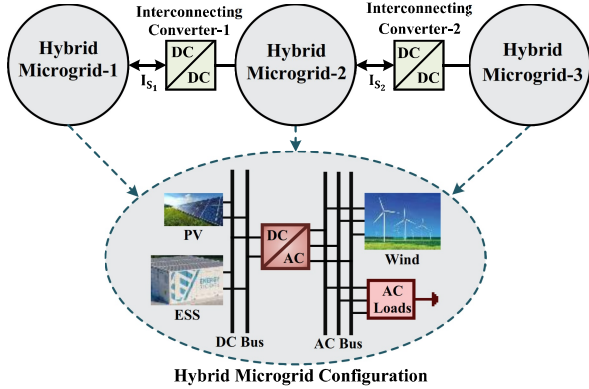 Interconnecting
Converter-1
Interconnecting
Converter-2
Hybrid
Microgrid-1
DC
DC
IS1
Hybrid
Microgrid-2
DC
DC
IS2
Hybrid
Microgrid-3
PV
ESS
ENERGY
DC
AC
Wind
AC
Loads
DC Bus
AC Bus
Hybrid Microgrid Configuration